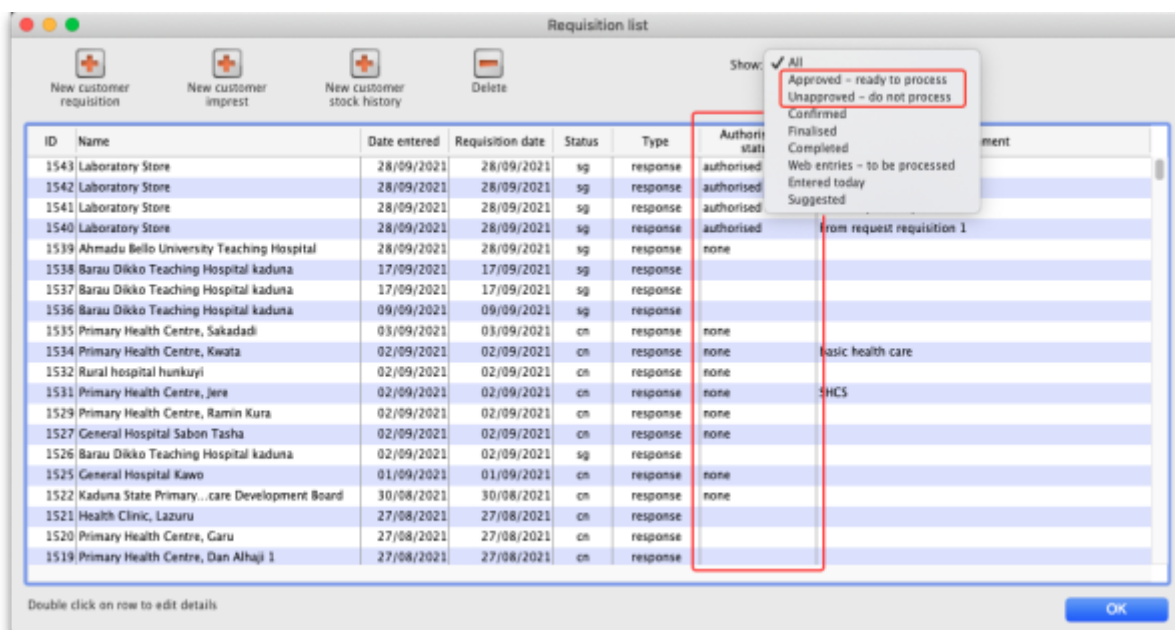 Requisition list
New customer requisition
New customer imprest
New customer stock history
Delete
Show: ✓ All
Approved – ready to process
Unapproved – do not process
Confirmed
Finalised
Completed
Web entries – to be processed
Entered today
Suggested
ID Name Date entered Requisition date Status Type
1543 Laboratory Store 28/09/2021 28/09/2021 sg response authorised
1542 Laboratory Store 28/09/2021 28/09/2021 sg response authorised
1541 Laboratory Store 28/09/2021 28/09/2021 sg response authorised
1540 Laboratory Store 28/09/2021 28/09/2021 sg response authorised From request requisition 1
1539 Ahmadu Bello University Teaching Hospital 28/09/2021 28/09/2021 sg response none
1538 Barau Dikko Teaching Hospital kaduna 17/09/2021 17/09/2021 sg response
1537 Barau Dikko Teaching Hospital kaduna 17/09/2021 17/09/2021 sg response
1536 Barau Dikko Teaching Hospital kaduna 09/09/2021 09/09/2021 sg response
1535 Primary Health Centre, Sakadadi 03/09/2021 03/09/2021 cn response none
1534 Primary Health Centre, Kwata 02/09/2021 02/09/2021 cn response none basic health care
1532 Rural hospital hunkuyi 02/09/2021 02/09/2021 cn response none
1531 Primary Health Centre, Jere 02/09/2021 02/09/2021 cn response none SHCS
1529 Primary Health Centre, Ramin Kura 02/09/2021 02/09/2021 cn response none
1527 General Hospital Sabon Tasha 02/09/2021 02/09/2021 cn response none
1526 Barau Dikko Teaching Hospital kaduna 02/09/2021 02/09/2021 sg response
1525 General Hospital Kawo 01/09/2021 01/09/2021 cn response none
1522 Kaduna State Primary...care Development Board 30/08/2021 30/08/2021 cn response none
1521 Health Clinic, Lazuru 27/08/2021 27/08/2021 cn response
1520 Primary Health Centre, Garu 27/08/2021 27/08/2021 cn response
1519 Primary Health Centre, Dan Alhaji 1 27/08/2021 27/08/2021 cn response
Double click on row to edit details
OK